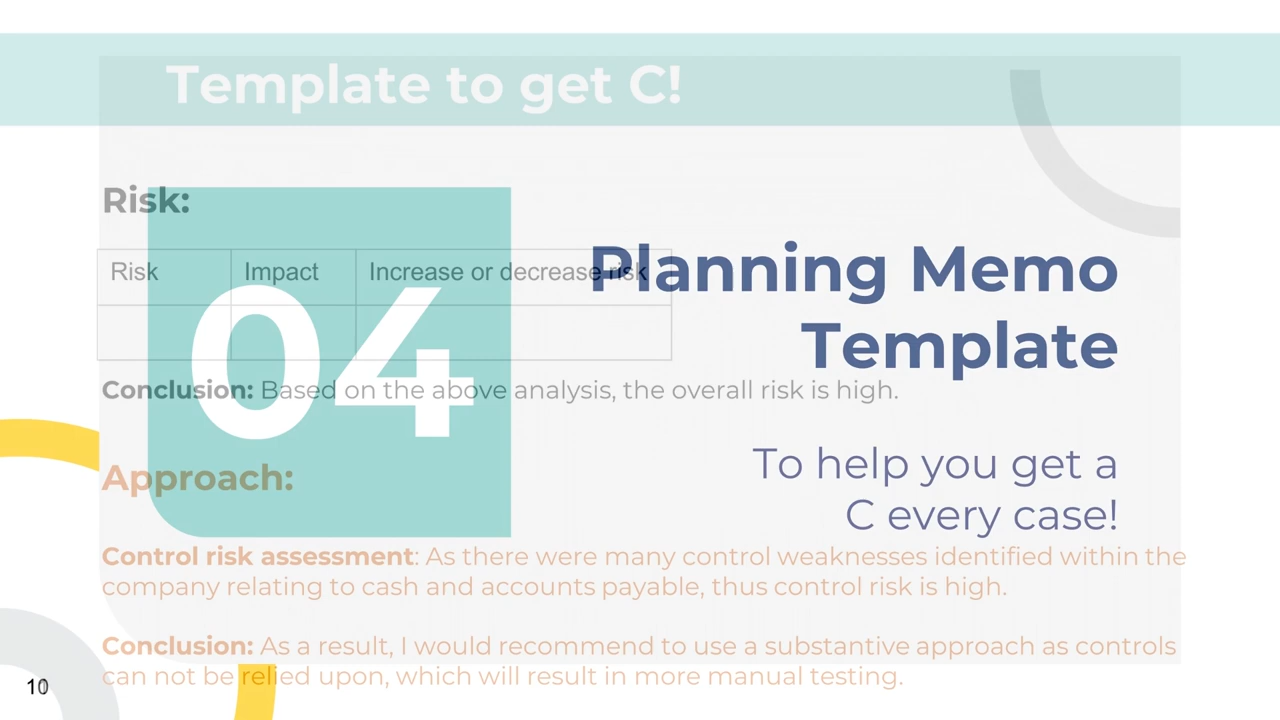 Template to get C!
Risk:
Risk Impact Increase or decrease risk
Conclusion: Based on the above analysis, the overall risk is high.
Approach:
Control risk assessment: As there were many control weaknesses identified within the
company relating to cash and accounts payable, thus control risk is high.
Conclusion: As a result, I would recommend to use a substantive approach as controls
can not be relied upon, which will result in more manual testing.
04
Planning Memo
Template
To help you get a
C every case!